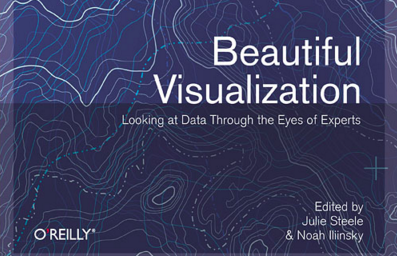 Beautiful
Visualization
Looking at Data Through the Eyes of Experts
Edited by
Julie Steele
& Noah Iliinsky
O'REILLY®